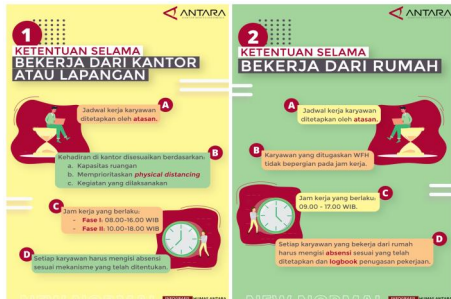 ANTARA
1
KETENTUAN SELAMA
BEKERJA DARI KANTOR
ATAU LAPANGAN
A
Jadwal kerja karyawan
ditetapkan oleh atasan.
B
Kehadiran di kantor disesuaikan berdasarkan:
a. Kapasitas ruangan
b. Memprioritaskan physical distancing
c. Kegiatan yang dilaksanakan
C
Jam kerja yang berlaku:
- Fase I: 08.00-16.00 WIB
- Fase II: 10.00-18.00 WIB
D
Setiap karyawan harus mengisi absensi
sesuai mekanisme yang telah ditentukan.
ANTARA
2
KETENTUAN SELAMA
BEKERJA DARI RUMAH
A
Jadwal kerja karyawan
ditetapkan oleh atasan.
B
Karyawan yang ditugaskan WFH
tidak bepergian pada jam kerja.
C
Jam kerja yang berlaku:
09.00 - 17.00 WIB.
D
Setiap karyawan yang bekerja dari rumah
harus mengisi absensi sesuai yang telah
ditetapkan dan logbook penugasan pekerjaan.